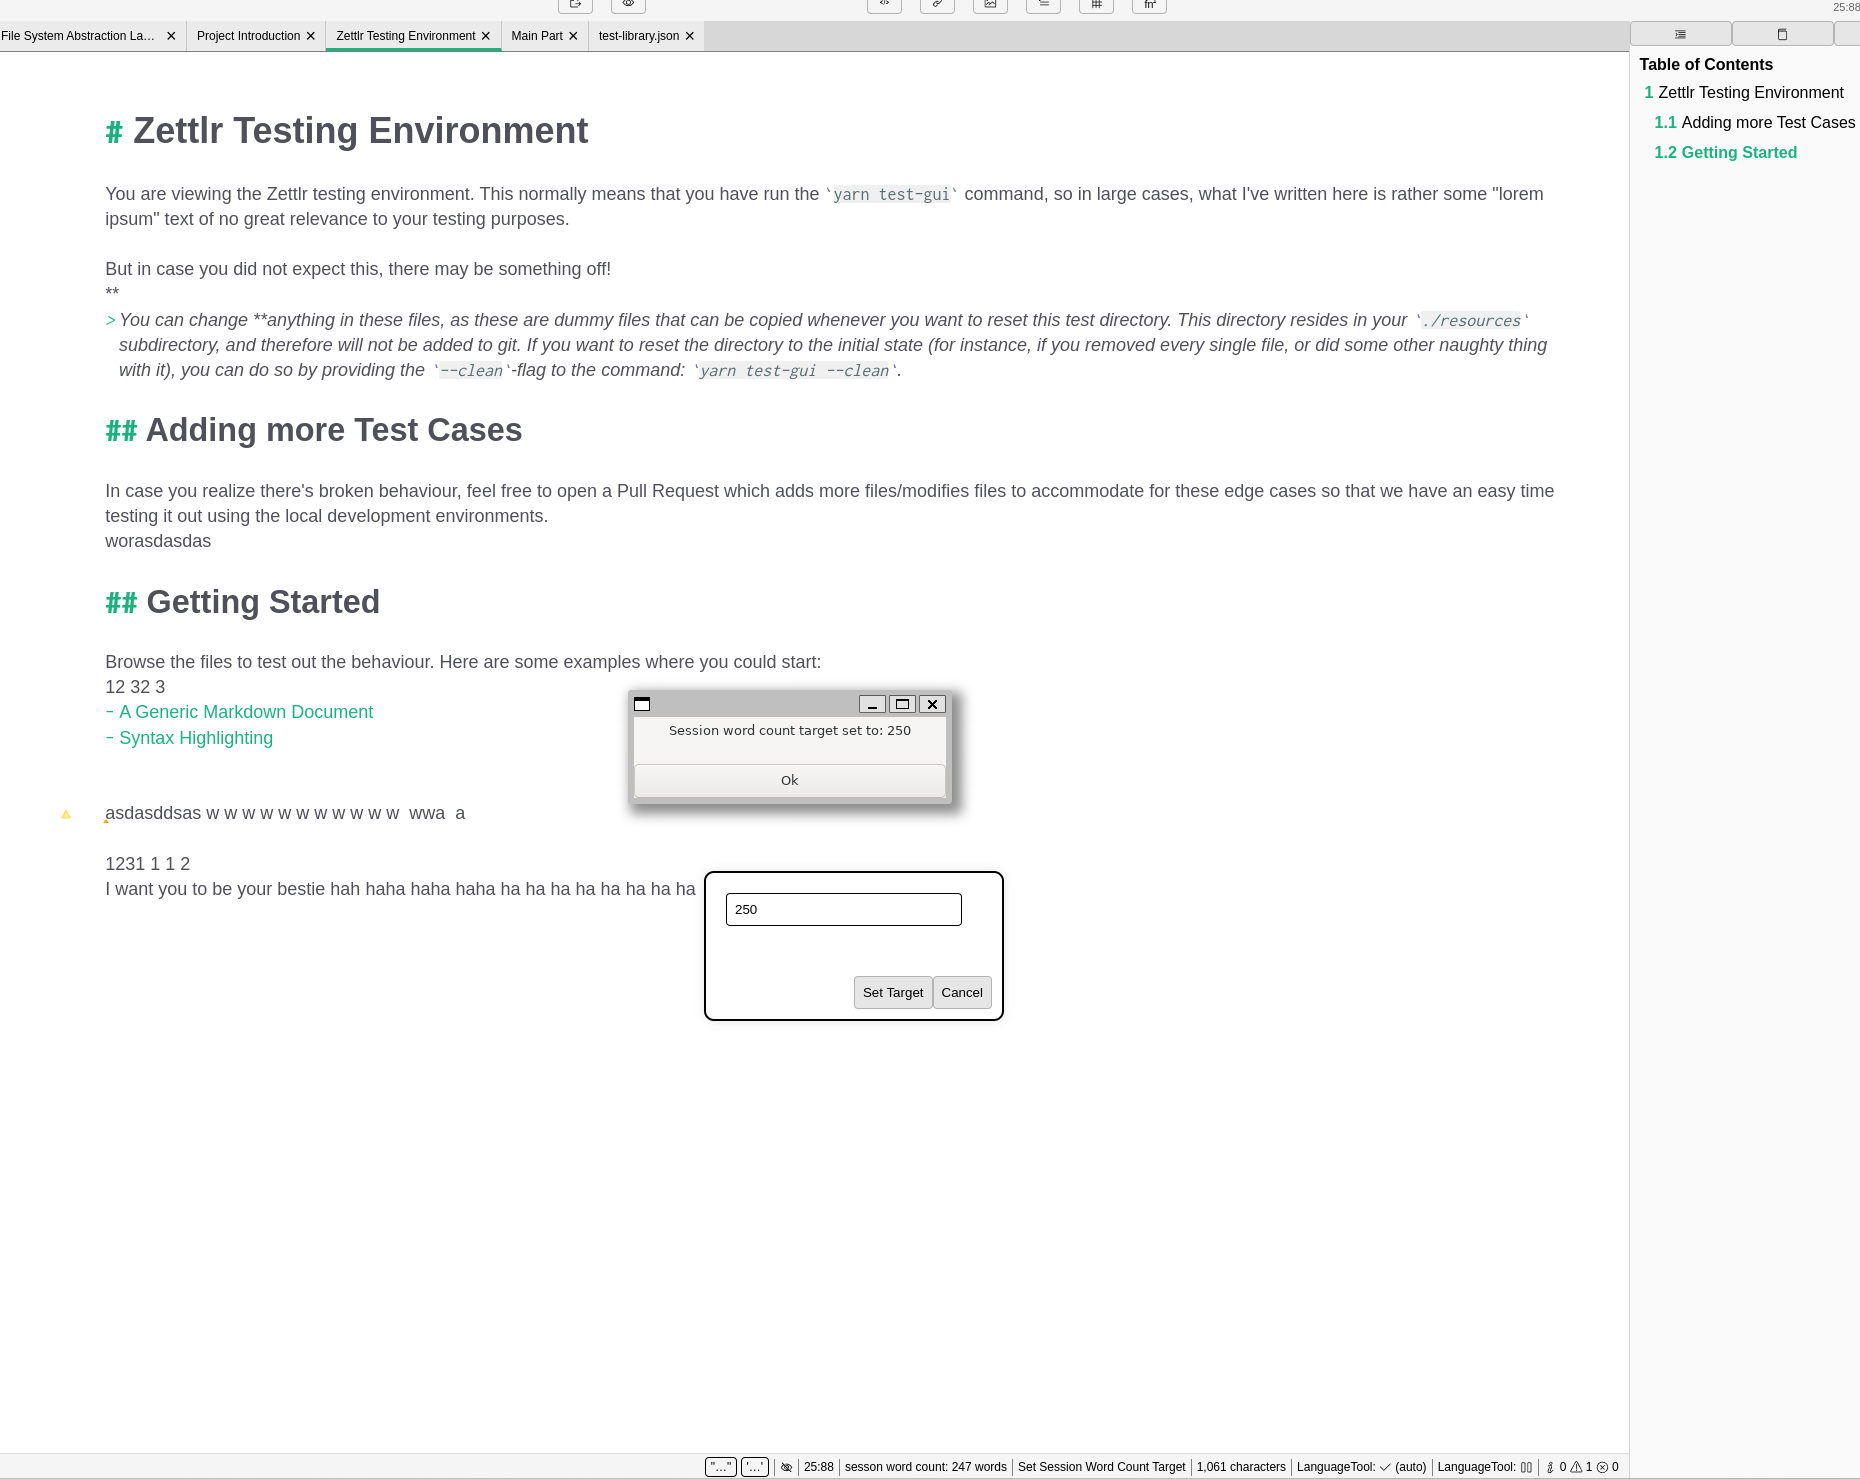 fn
25:88
File System Abstraction La...
Project Introduction
Zettlr Testing Environment
Main Part
test-library.json
Table of Contents
1 Zettlr Testing Environment
1.1 Adding more Test Cases
1.2 Getting Started
# Zettlr Testing Environment
You are viewing the Zettlr testing environment. This normally means that you have run the `yarn test-gui` command, so in large cases, what I've written here is rather some "lorem
ipsum" text of no great relevance to your testing purposes.
But in case you did not expect this, there may be something off!
**
> You can change **anything in these files, as these are dummy files that can be copied whenever you want to reset this test directory. This directory resides in your `./resources`
subdirectory, and therefore will not be added to git. If you want to reset the directory to the initial state (for instance, if you removed every single file, or did some other naughty thing
with it), you can do so by providing the `--clean`-flag to the command: `yarn test-gui --clean`.
## Adding more Test Cases
In case you realize there's broken behaviour, feel free to open a Pull Request which adds more files/modifies files to accommodate for these edge cases so that we have an easy time
testing it out using the local development environments.
worasdasdas
## Getting Started
Browse the files to test out the behaviour. Here are some examples where you could start:
12 32 3
- A Generic Markdown Document
- Syntax Highlighting
Session word count target set to: 250
Ok
asdasddsas w w w w w w w w w w w  wwa  a
1231 1 1 2
I want you to be your bestie hah haha haha haha ha ha ha ha ha ha ha ha
250
Set Target
Cancel
"…" '…' 25:88 sesson word count: 247 words Set Session Word Count Target 1,061 characters LanguageTool: ✓ (auto) LanguageTool: 0 1 0